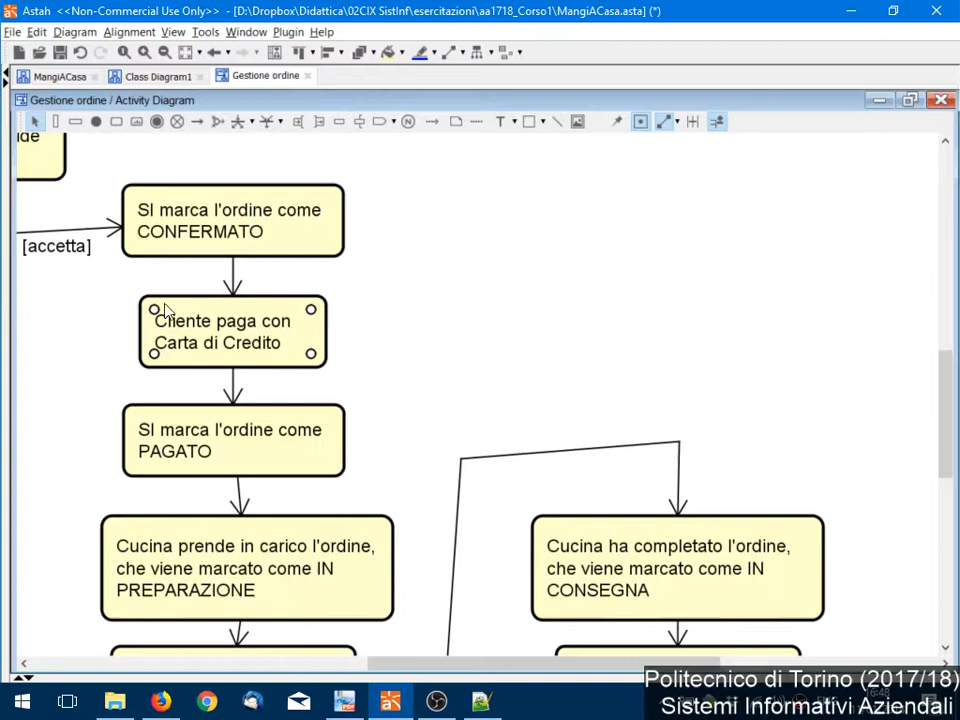 Astah <<Non-Commercial Use Only>> - [D:\Dropbox\Didattica\02CIX SistInf\esercitazioni\aa1718_Corso1\MangiACasa.asta] (*)
File Edit Diagram Alignment View Tools Window Plugin Help
MangiACasa Class Diagram1 Gestione ordine
Gestione ordine / Activity Diagram
ide
SI marca l'ordine come
CONFERMATO
[accetta]
Cliente paga con
Carta di Credito
SI marca l'ordine come
PAGATO
Cucina prende in carico l'ordine,
che viene marcato come IN
PREPARAZIONE
Cucina ha completato l'ordine,
che viene marcato come IN
CONSEGNA
Politecnico di Torino (2017/18)
16:48
Sistemi Informativi Aziendali